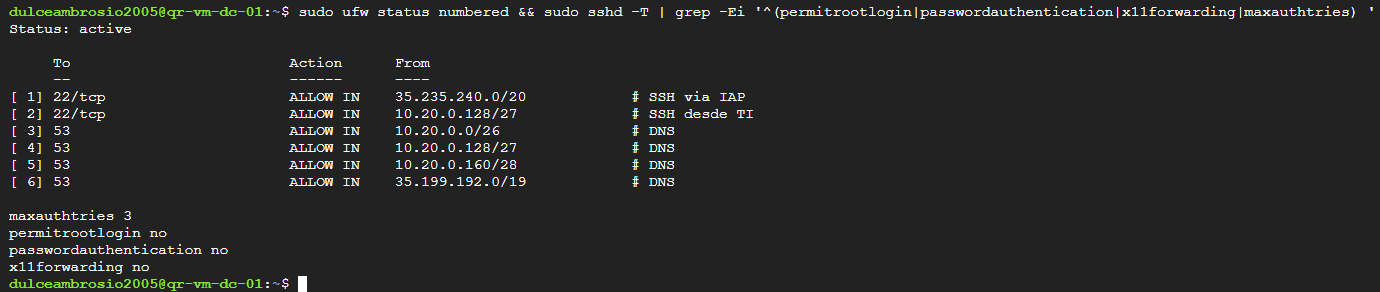 dulceambrosio2005@qr-vm-dc-01:~$ sudo ufw status numbered && sudo sshd -T | grep -Ei '^(permitrootlogin|passwordauthentication|x11forwarding|maxauthtries) '
Status: active
To Action From
-- ------ ----
[ 1] 22/tcp ALLOW IN 35.235.240.0/20 # SSH via IAP
[ 2] 22/tcp ALLOW IN 10.20.0.128/27 # SSH desde TI
[ 3] 53 ALLOW IN 10.20.0.0/26 # DNS
[ 4] 53 ALLOW IN 10.20.0.128/27 # DNS
[ 5] 53 ALLOW IN 10.20.0.160/28 # DNS
[ 6] 53 ALLOW IN 35.199.192.0/19 # DNS
maxauthtries 3
permitrootlogin no
passwordauthentication no
x11forwarding no
dulceambrosio2005@qr-vm-dc-01:~$